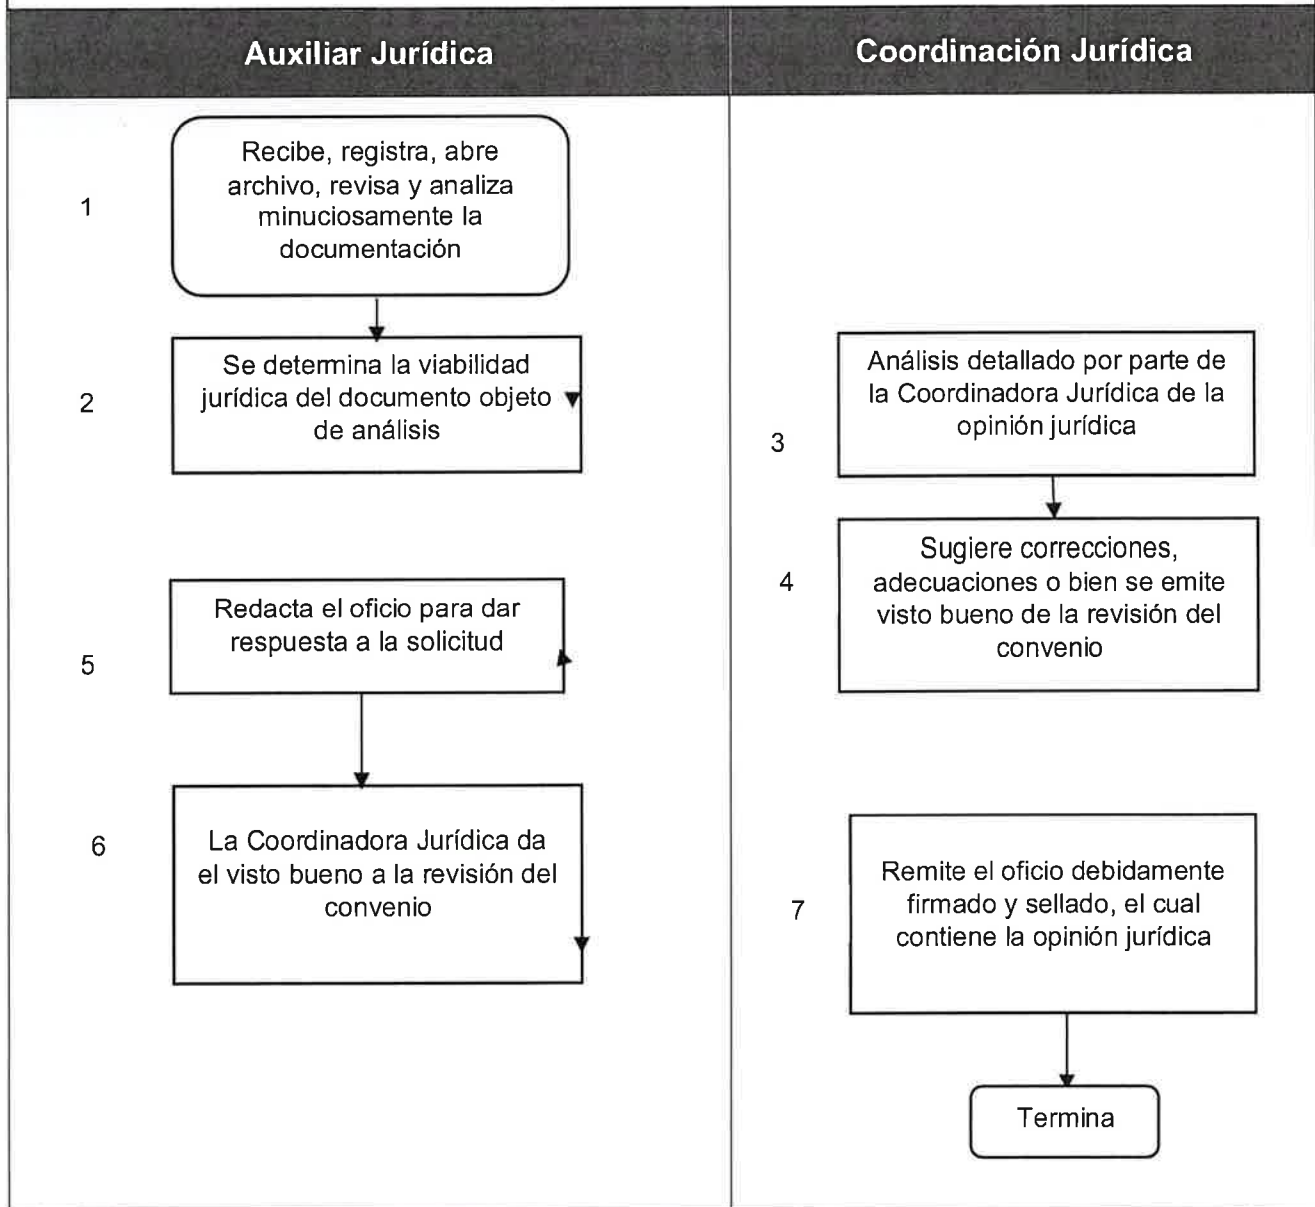 Auxiliar Jurídica
Coordinación Jurídica
1
Recibe, registra, abre
archivo, revisa y analiza
minuciosamente la
documentación
2
Se determina la viabilidad
jurídica del documento objeto
de análisis
3
Análisis detallado por parte de
la Coordinadora Jurídica de la
opinión jurídica
4
Sugiere correcciones,
adecuaciones o bien se emite
visto bueno de la revisión del
convenio
5
Redacta el oficio para dar
respuesta a la solicitud
6
La Coordinadora Jurídica da
el visto bueno a la revisión del
convenio
7
Remite el oficio debidamente
firmado y sellado, el cual
contiene la opinión jurídica
Termina